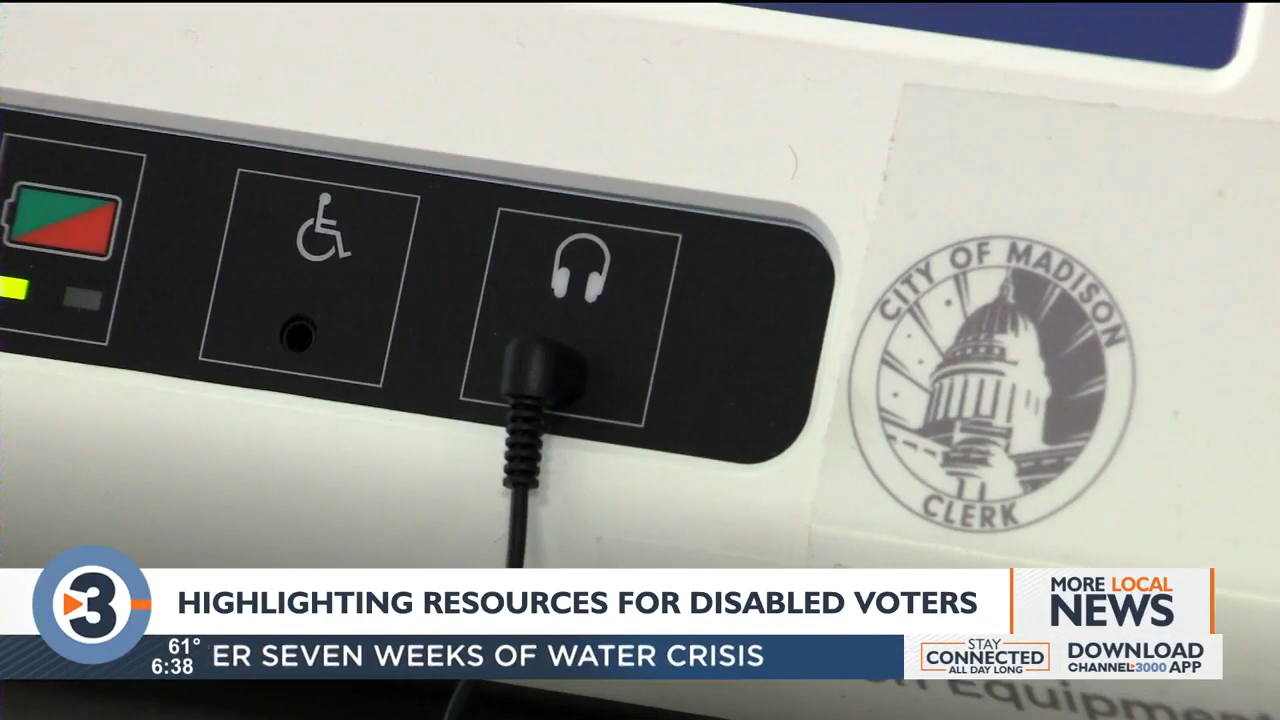 CITY OF MADISON
CLERK
3
HIGHLIGHTING RESOURCES FOR DISABLED VOTERS
MORE LOCAL
NEWS
61°
6:38
ER SEVEN WEEKS OF WATER CRISIS
STAY
CONNECTED
ALL DAY LONG
DOWNLOAD
CHANNEL3000 APP
Equipment